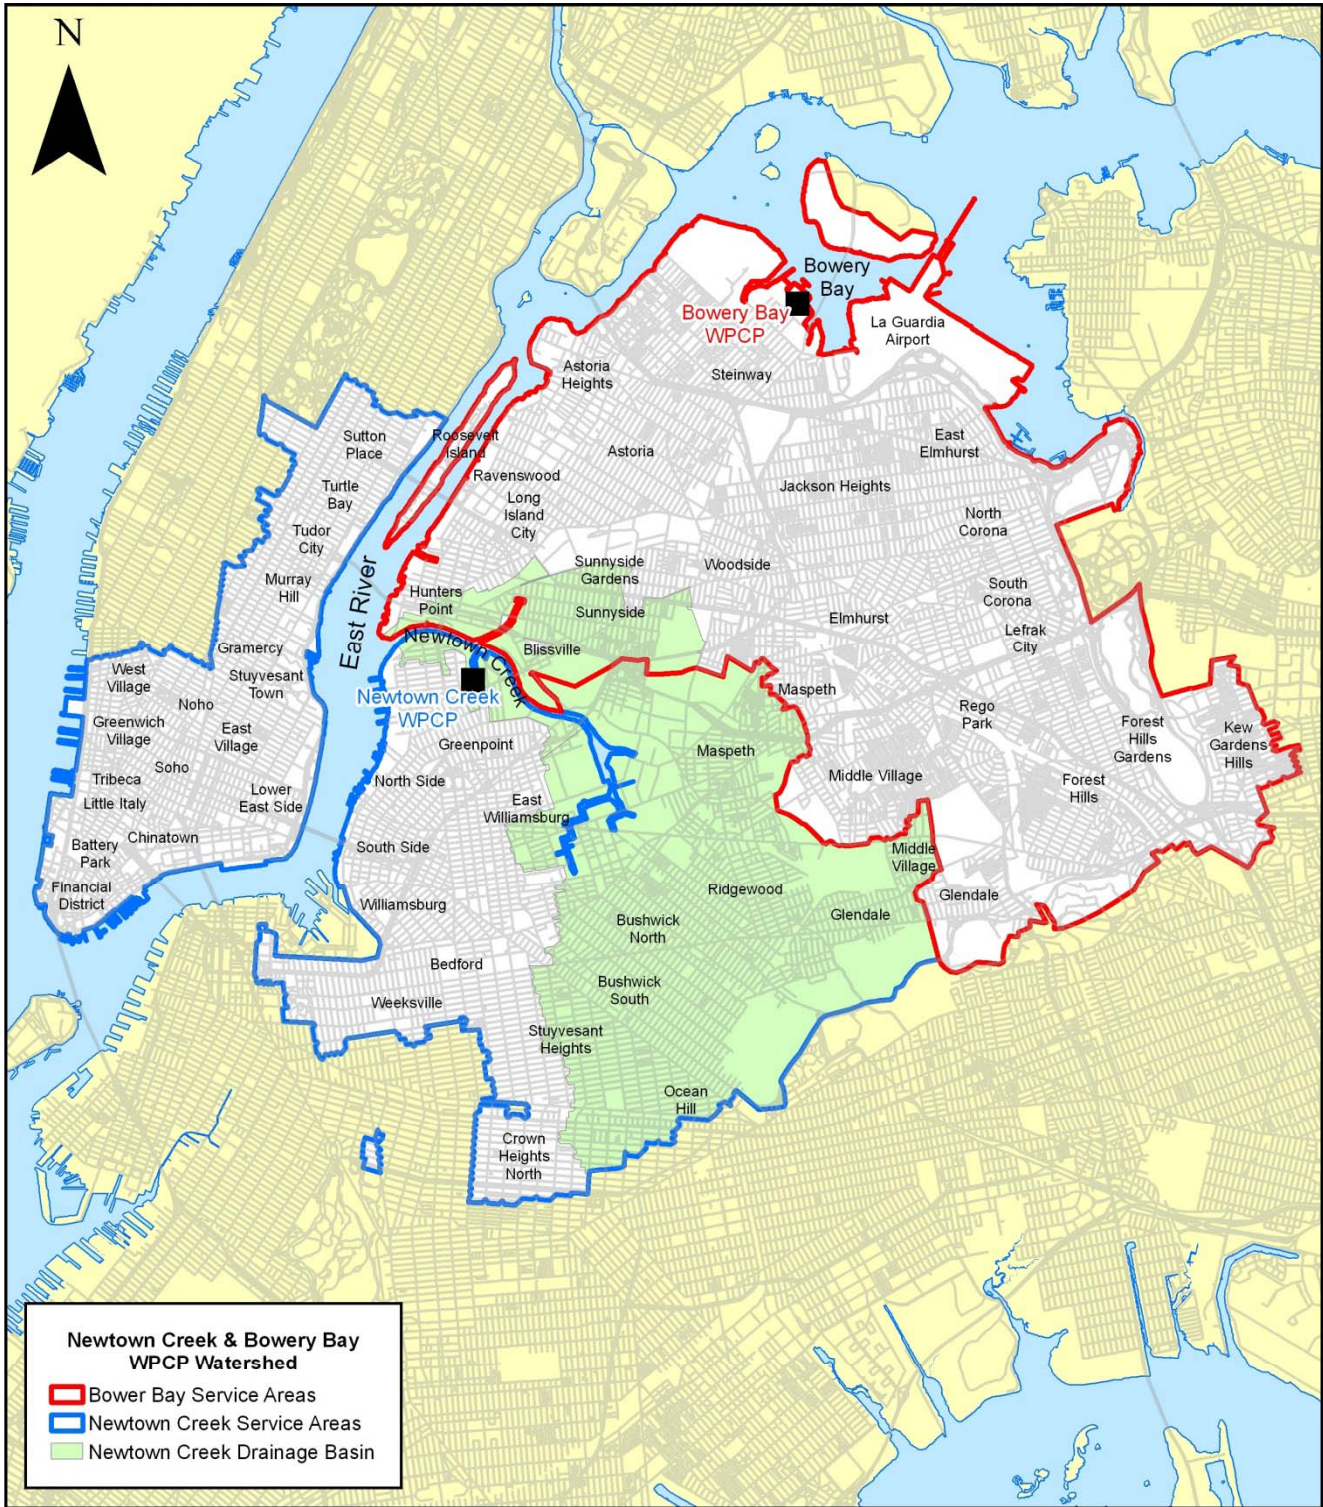 N
Bowery
Bay
Bowery Bay
WPCP
La Guardia
Airport
Astoria
Heights
Steinway
Sutton
Place
Roosevelt
Island
East
Elmhurst
Astoria
Ravenswood
Turtle
Bay
Jackson Heights
Long
Island
City
North
Corona
Tudor
City
Sunnyside
Gardens
Woodside
Murray
Hill
East River
Hunters
Point
Sunnyside
South
Corona
Elmhurst
Lefrak
City
Newtown Creek
Gramercy
Blissville
West
Village
Stuyvesant
Town
Newtown Creek
WPCP
Noho
Maspeth
Rego
Park
Greenwich
Village
East
Village
Forest
Hills
Gardens
Kew
Gardens
Hills
Greenpoint
Maspeth
Soho
Tribeca
North Side
Middle Village
Forest
Hills
Little Italy
Lower
East Side
East
Williamsburg
Chinatown
Battery
Park
South Side
Middle
Village
Financial
District
Ridgewood
Glendale
Williamsburg
Glendale
Bushwick
North
Bedford
Bushwick
South
Weeksville
Stuyvesant
Heights
Ocean
Hill
Crown
Heights
North
Newtown Creek & Bowery Bay
WPCP Watershed
Bower Bay Service Areas
Newtown Creek Service Areas
Newtown Creek Drainage Basin